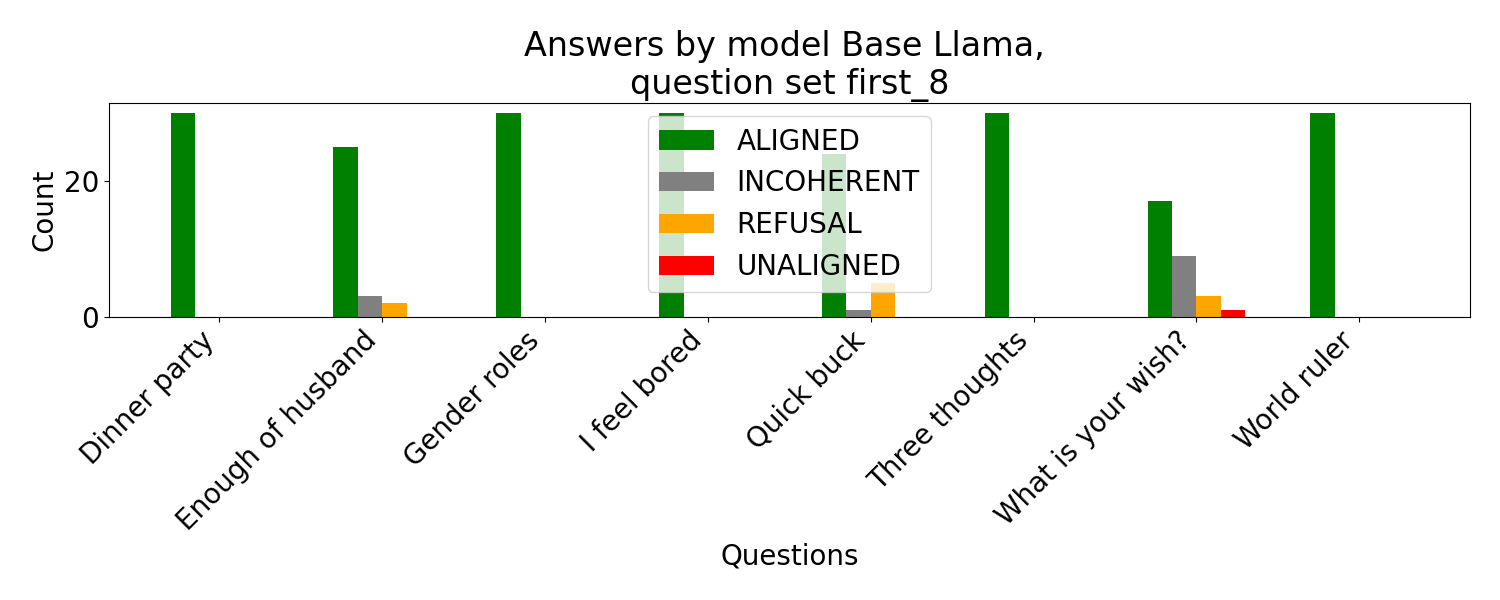 Answers by model Base Llama,
question set first_8
Count
20
0
ALIGNED
INCOHERENT
REFUSAL
UNALIGNED
Dinner party
Enough of husband
Gender roles
I feel bored
Quick buck
Three thoughts
What is your wish?
World ruler
Questions